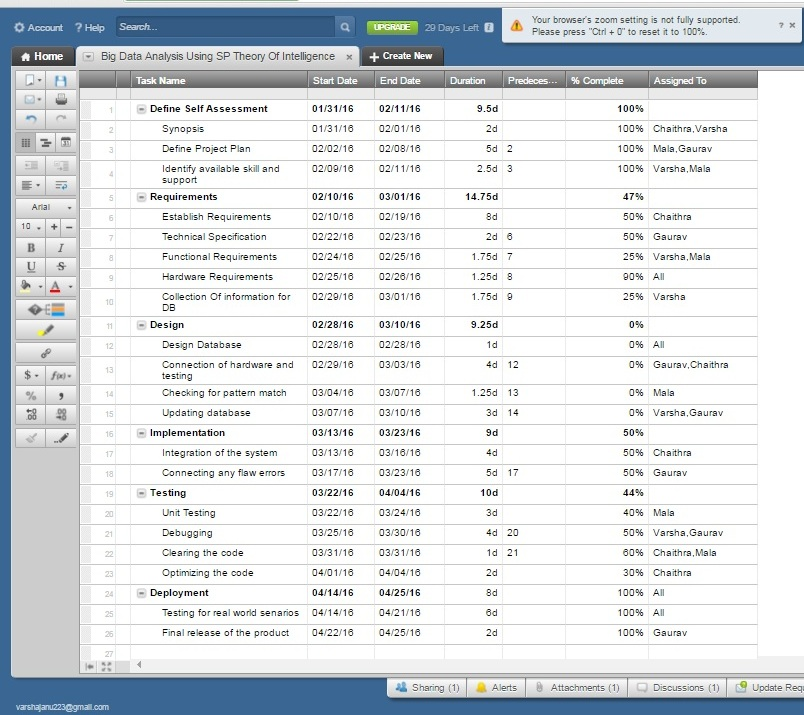 Account ? Help Search... UPGRADE 29 Days Left i
Your browser's zoom setting is not fully supported.
Please press "Ctrl + 0" to reset it to 100%.
? ×
Home Big Data Analysis Using SP Theory Of Intelligence × + Create New
Task Name Start Date End Date Duration Predeces... % Complete Assigned To
1 Define Self Assessment 01/31/16 02/11/16 9.5d 100%
2 Synopsis 01/31/16 02/01/16 2d 100% Chaithra,Varsha
3 Define Project Plan 02/02/16 02/08/16 5d 2 100% Mala,Gaurav
4 Identify available skill and
support 02/09/16 02/11/16 2.5d 3 100% Varsha,Mala
5 Requirements 02/10/16 03/01/16 14.75d 47%
6 Establish Requirements 02/10/16 02/19/16 8d 50% Chaithra
7 Technical Specification 02/22/16 02/23/16 2d 6 50% Gaurav
8 Functional Requirements 02/24/16 02/25/16 1.75d 7 25% Varsha,Mala
9 Hardware Requirements 02/25/16 02/26/16 1.25d 8 90% All
10 Collection Of information for
DB 02/29/16 03/01/16 1.75d 9 25% Varsha
11 Design 02/28/16 03/10/16 9.25d 0%
12 Design Database 02/28/16 02/28/16 1d 0% All
13 Connection of hardware and
testing 02/29/16 03/03/16 4d 12 0% Gaurav,Chaithra
14 Checking for pattern match 03/04/16 03/07/16 1.25d 13 0% Mala
15 Updating database 03/07/16 03/10/16 3d 14 0% Varsha,Gaurav
16 Implementation 03/13/16 03/23/16 9d 50%
17 Integration of the system 03/13/16 03/16/16 4d 50% Chaithra
18 Connecting any flaw errors 03/17/16 03/23/16 5d 17 50% Gaurav
19 Testing 03/22/16 04/04/16 10d 44%
20 Unit Testing 03/22/16 03/24/16 3d 40% Mala
21 Debugging 03/25/16 03/30/16 4d 20 50% Varsha,Gaurav
22 Clearing the code 03/31/16 03/31/16 1d 21 60% Chaithra,Mala
23 Optimizing the code 04/01/16 04/04/16 2d 30% Chaithra
24 Deployment 04/14/16 04/25/16 8d 100% All
25 Testing for real world senarios 04/14/16 04/21/16 6d 100% All
26 Final release of the product 04/22/16 04/25/16 2d 100% Gaurav
27
Arial
10 + −
B I
U S
A
$ f(x)
% ,
Sharing (1) Alerts Attachments (1) Discussions (1) Update Requ
varshajanu223@gmail.com